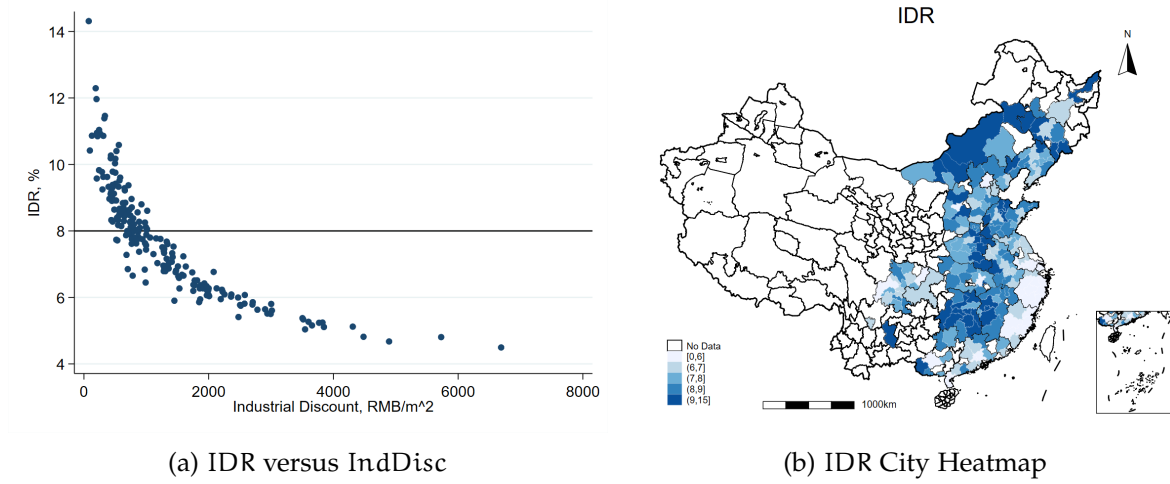 IDR
N
14
12
10
8
6
4
IDR, %
0
2000
4000
6000
8000
Industrial Discount, RMB/m^2
No Data
[0,6]
(6,7]
(7,8]
(8,9]
(9,15]
1000km
(a) IDR versus IndDisc
(b) IDR City Heatmap